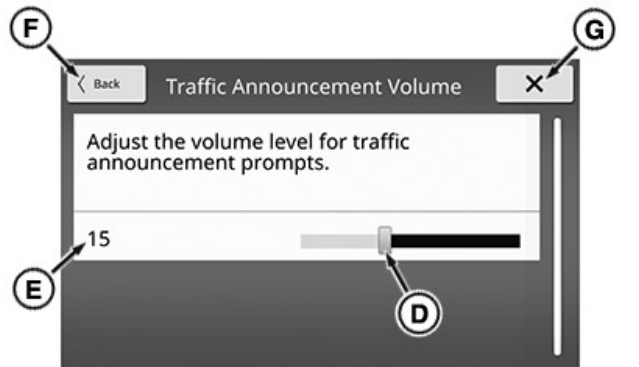 F
G
Back
Traffic Announcement Volume
X
Adjust the volume level for traffic
announcement prompts.
15
E
D